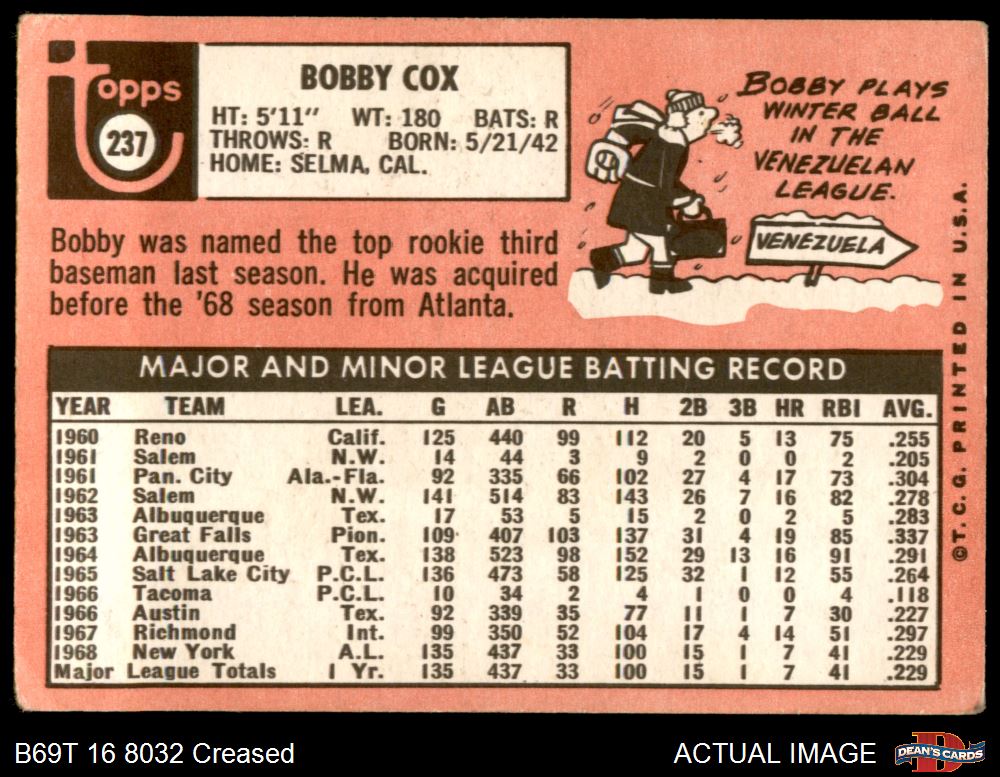 topps
237
BOBBY COX
HT: 5'11" WT: 180 BATS: R
THROWS: R BORN: 5/21/42
HOME: SELMA, CAL.
BOBBY PLAYS
WINTER BALL
IN THE
VENEZUELAN
LEAGUE.
VENEZUELA
Bobby was named the top rookie third
baseman last season. He was acquired
before the '68 season from Atlanta.
MAJOR AND MINOR LEAGUE BATTING RECORD
YEAR TEAM LEA. G AB R H 2B 3B HR RBI AVG.
1960 Reno Calif. 125 440 99 112 20 5 13 75 .255
1961 Salem N.W. 14 44 3 9 2 0 0 2 .205
1961 Pan. City Ala.-Fla. 92 335 66 102 27 4 17 73 .304
1962 Salem N.W. 141 514 83 143 26 7 16 82 .278
1963 Albuquerque Tex. 17 53 5 15 2 0 2 5 .283
1963 Great Falls Pion. 109 407 103 137 31 4 19 85 .337
1964 Albuquerque Tex. 138 523 98 152 29 13 16 91 .291
1965 Salt Lake City P.C.L. 136 473 58 125 32 1 12 55 .264
1966 Tacoma P.C.L. 10 34 2 4 1 0 0 4 .118
1966 Austin Tex. 92 339 35 77 11 1 7 30 .227
1967 Richmond Int. 99 350 52 104 17 4 14 51 .297
1968 New York A.L. 135 437 33 100 15 1 7 41 .229
Major League Totals 1 Yr. 135 437 33 100 15 1 7 41 .229
©T.C.G. PRINTED IN U.S.A.
B69T 16 8032 Creased
ACTUAL IMAGE
DEAN'S CARDS